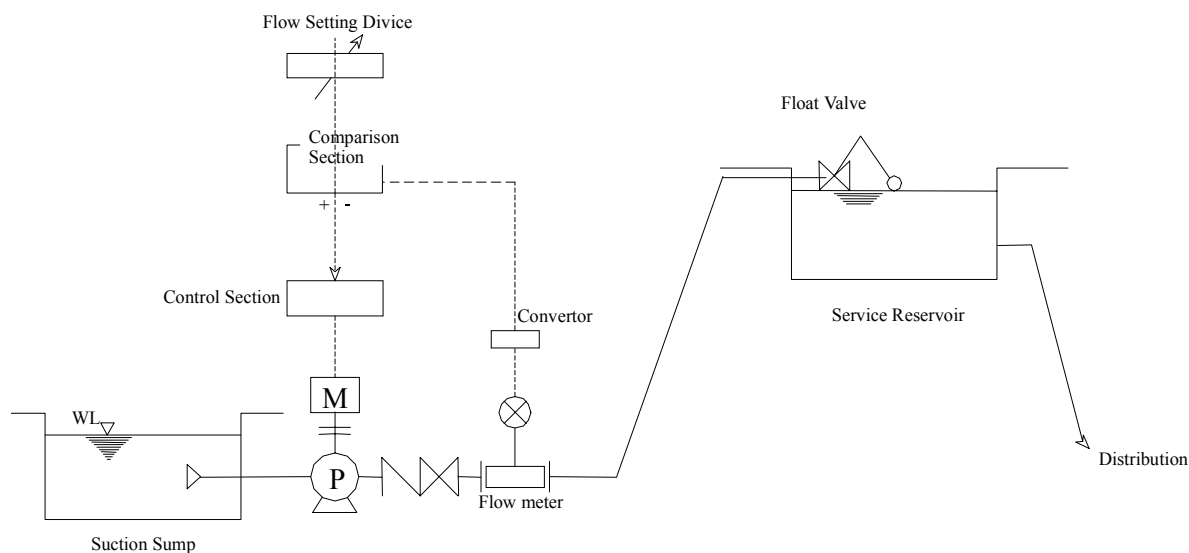 Flow Setting Divice
Comparison
Section
+ -
Control Section
Convertor
M
WL
P
Flow meter
Suction Sump
Float Valve
Service Reservoir
Distribution